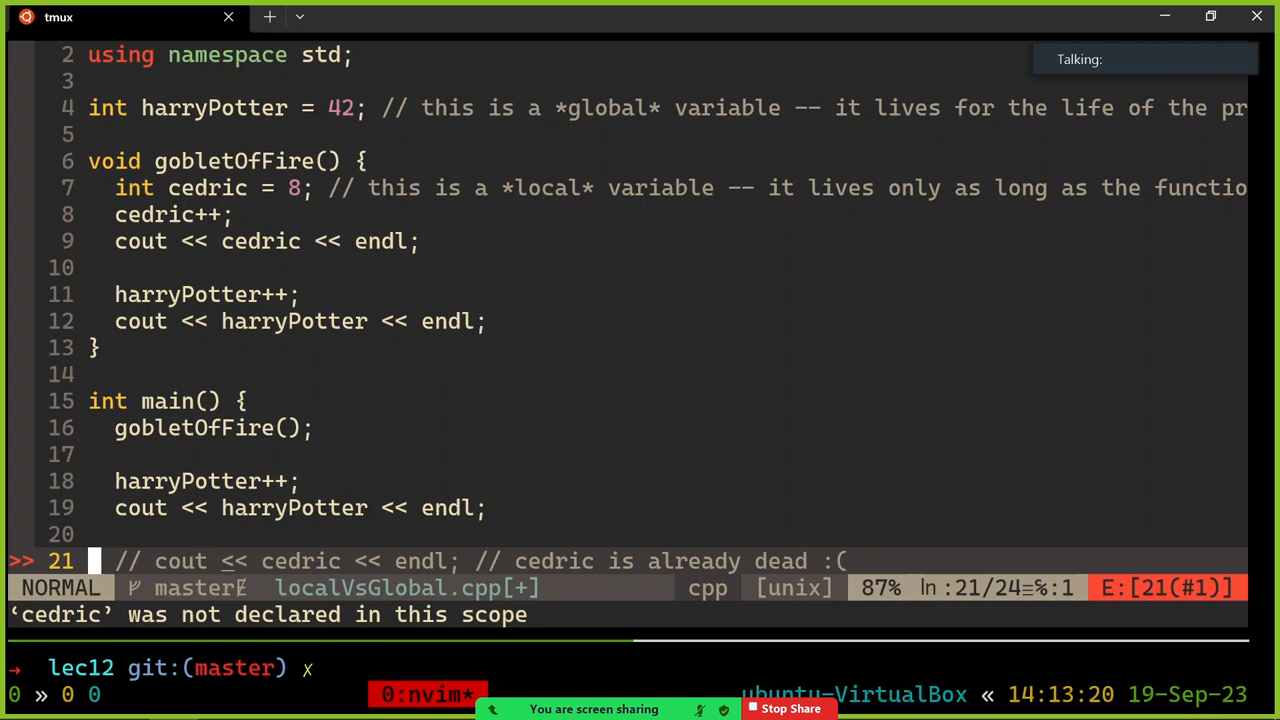 tmux
2 using namespace std;
Talking:
3
4 int harryPotter = 42; // this is a *global* variable -- it lives for the life of the pr
5
6 void gobletOfFire() {
7 int cedric = 8; // this is a *local* variable -- it lives only as long as the functio
8 cedric++;
9 cout << cedric << endl;
10
11 harryPotter++;
12 cout << harryPotter << endl;
13 }
14
15 int main() {
16 gobletOfFire();
17
18 harryPotter++;
19 cout << harryPotter << endl;
20
>> 21 // cout << cedric << endl; // cedric is already dead :(
NORMAL master localVsGlobal.cpp[+] cpp [unix] 87% ln :21/24≡%:1 E:[21(#1)]
‘cedric’ was not declared in this scope
→ lec12 git:(master) x
0 » 0 0 0:nvim* ubuntu-VirtualBox « 14:13:20 19-Sep-23
You are screen sharing Stop Share